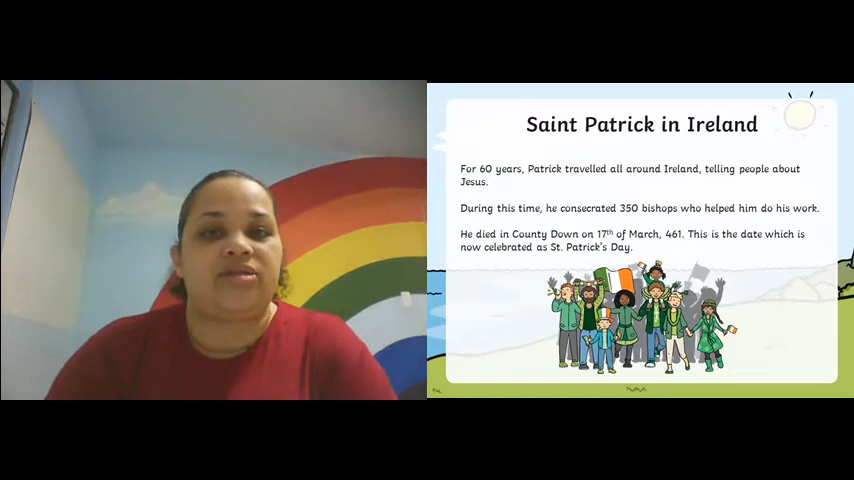 Saint Patrick in Ireland
For 60 years, Patrick travelled all around Ireland, telling people about
Jesus.
During this time, he consecrated 350 bishops who helped him do his work.
He died in County Down on 17th of March, 461. This is the date which is
now celebrated as St. Patrick's Day.